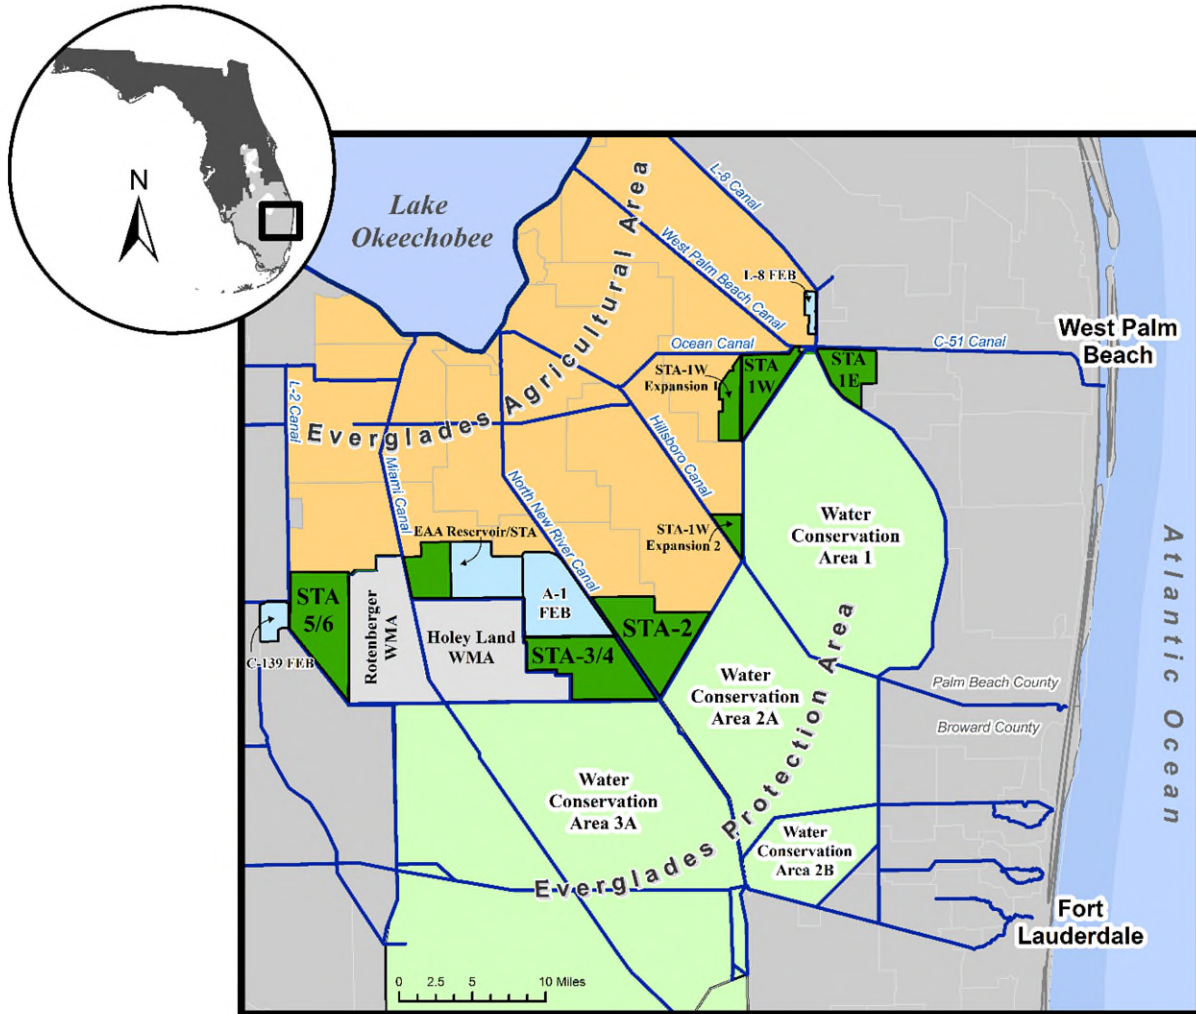 N
Lake
Okeechobee
Everglades Agricultural Area
L-8 Canal
West Palm Beach Canal
L-8 FEB
West Palm
Beach
Ocean Canal
C-51 Canal
STA-1W
Expansion 1
STA
1W
STA
1E
L-2 Canal
Miami Canal
North New River Canal
Hillsboro Canal
STA-1W
Expansion 2
Water
Conservation
Area 1
EAA Reservoir/STA
A-1
FEB
STA
5/6
Rotenberger
WMA
Holey Land
WMA
STA-2
STA-3/4
C-139 FEB
Water
Conservation
Area 2A
Everglades Protection Area
Palm Beach County
Broward County
Atlantic Ocean
Water
Conservation
Area 3A
Water
Conservation
Area 2B
Fort
Lauderdale
0 2.5 5 10 Miles